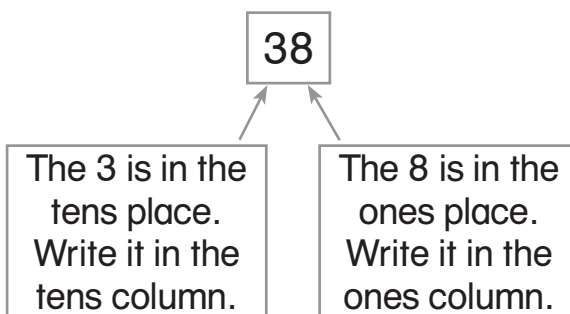 38
The 3 is in the
tens place.
Write it in the
tens column.
The 8 is in the
ones place.
Write it in the
ones column.